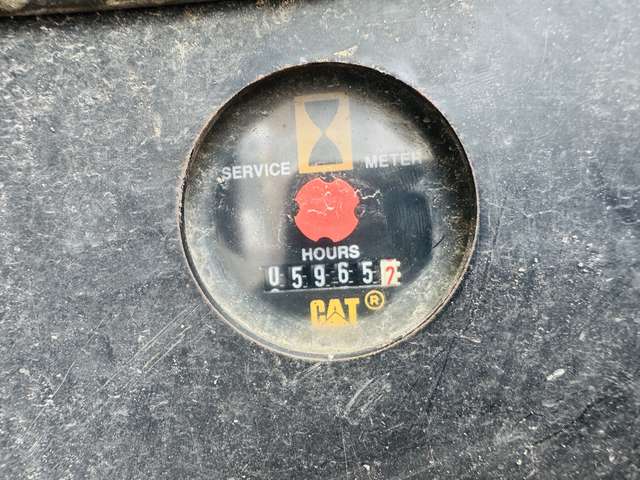 SERVICE METER
HOURS
059652
CAT®